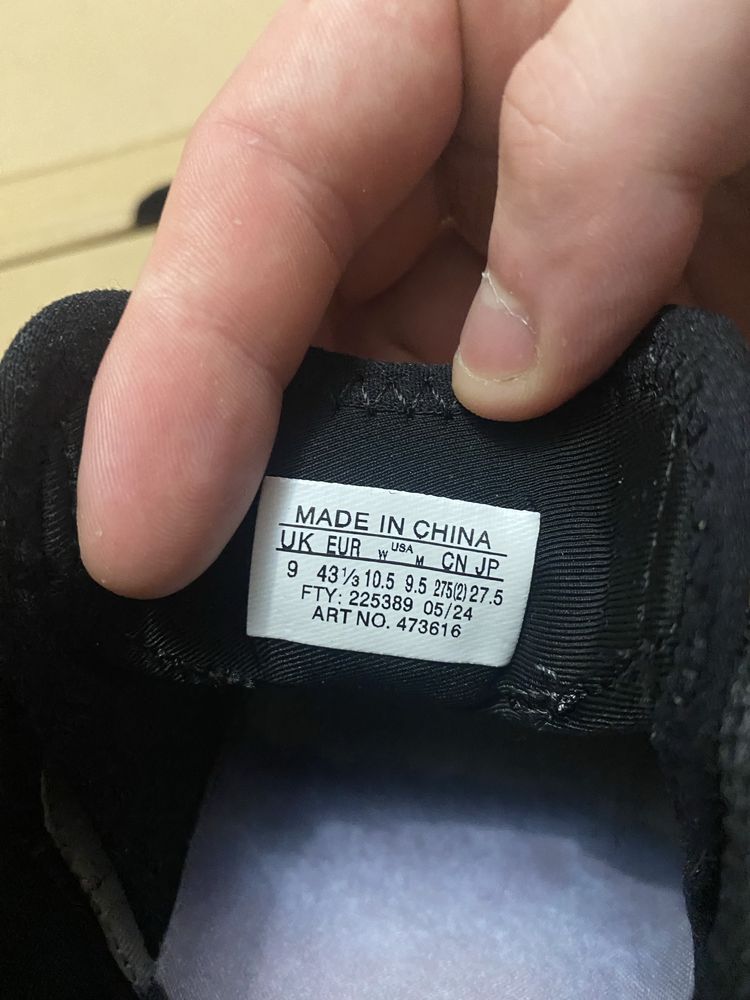 MADE IN CHINA
UK EUR W USA M CN JP
9 43⅓ 10.5 9.5 275(2) 27.5
FTY: 225389 05/24
ART NO. 473616